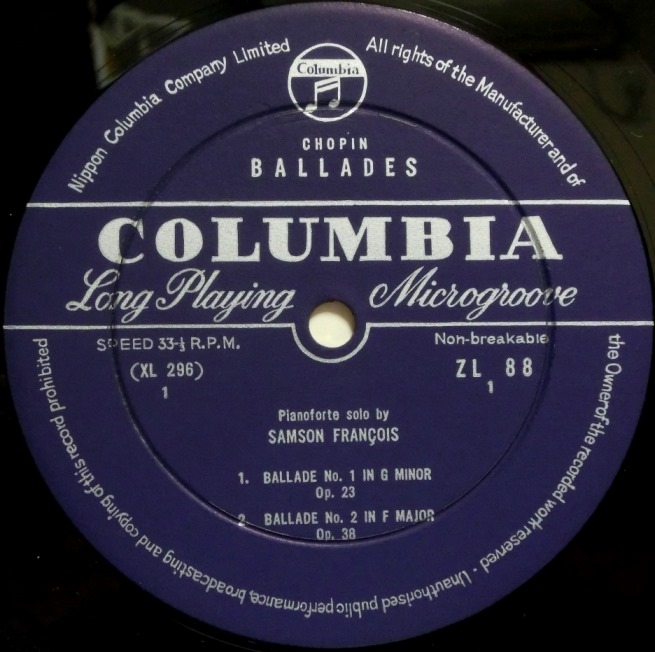 Nippon Columbia Company Limited
All rights of the Manufacturer and of
the Owner of the recorded work reserved - Unauthorised public performance, broadcasting and copying of this record prohibited
Columbia
CHOPIN
BALLADES
COLUMBIA
Long Playing Microgroove
SPEED 33⅓ R.P.M. Non-breakable
(XL 296) ZL 88
1 1
Pianoforte solo by
SAMSON FRANÇOIS
1. BALLADE No. 1 IN G MINOR
Op. 23
2 BALLADE No. 2 IN F MAJOR
Op. 38